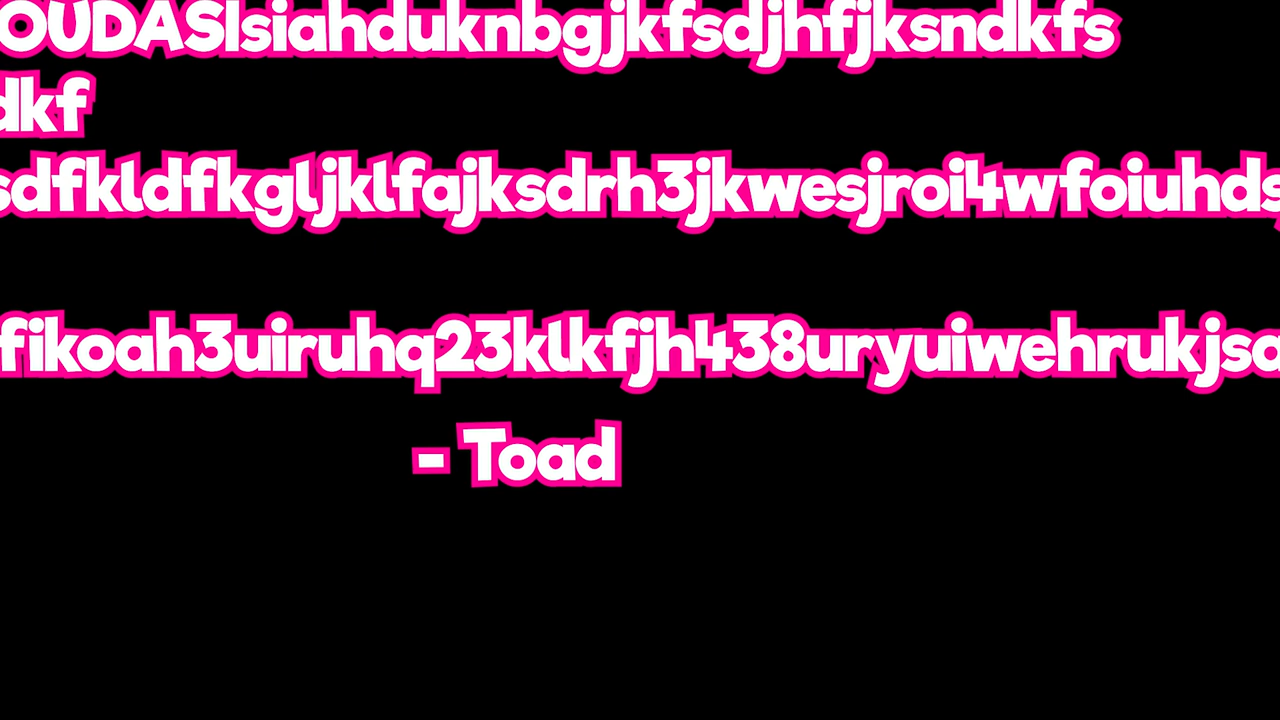 OUDASIsiahduknbgjkfsdjhfjksndkfs
dkf
sdfkldfkgljklfajksdrh3jkwesjroi4wfoiuhds
fikoah3uiruhq23klkfjh438uryuiwehrukjsa
- Toad